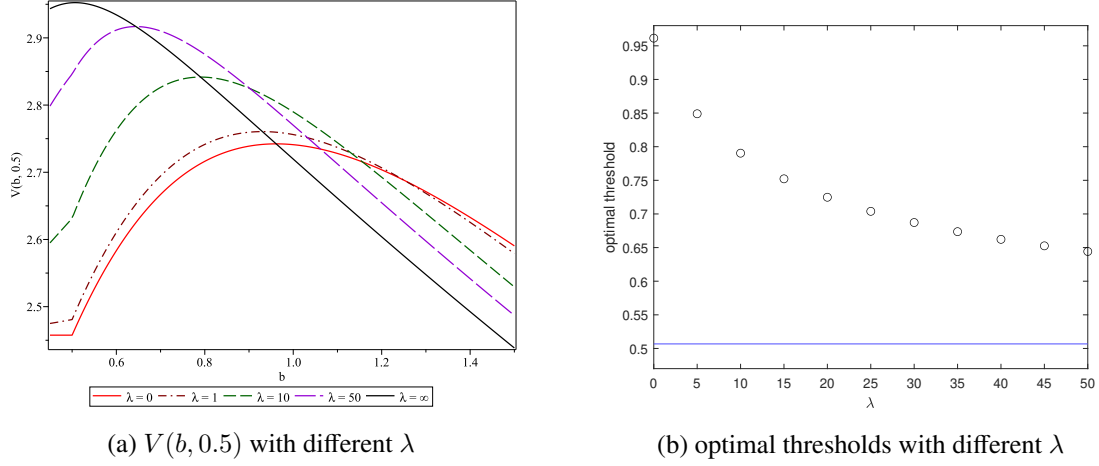 2.9
2.8
2.7
2.6
2.5
V(b, 0.5)
0.6 0.8 1.0 1.2 1.4
b
λ = 0 λ = 1 λ = 10 λ = 50 λ = ∞
(a) V(b, 0.5) with different λ
0.95
0.9
0.85
0.8
0.75
0.7
0.65
0.6
0.55
0.5
optimal threshold
0 5 10 15 20 25 30 35 40 45 50
λ
(b) optimal thresholds with different λ